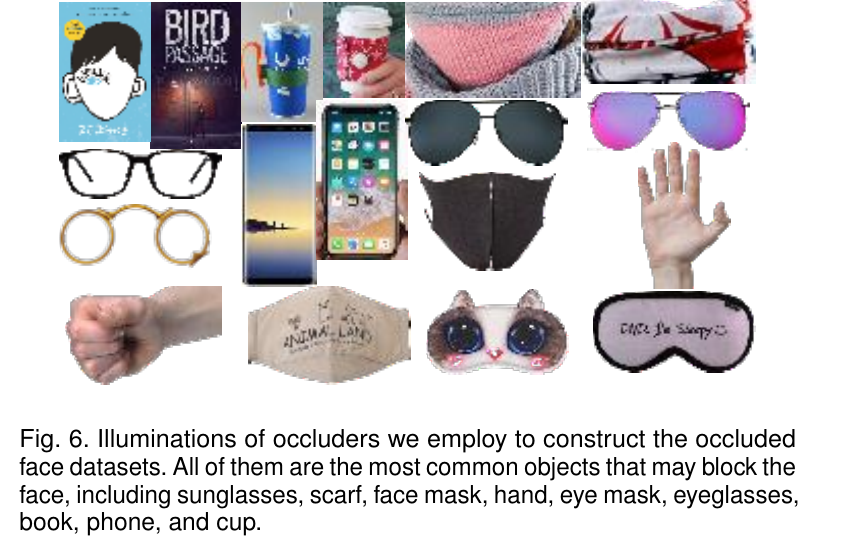 BIRD
PASSAGE
ANIMAL LAND
Fig. 6. Illuminations of occluders we employ to construct the occluded
face datasets. All of them are the most common objects that may block the
face, including sunglasses, scarf, face mask, hand, eye mask, eyeglasses,
book, phone, and cup.